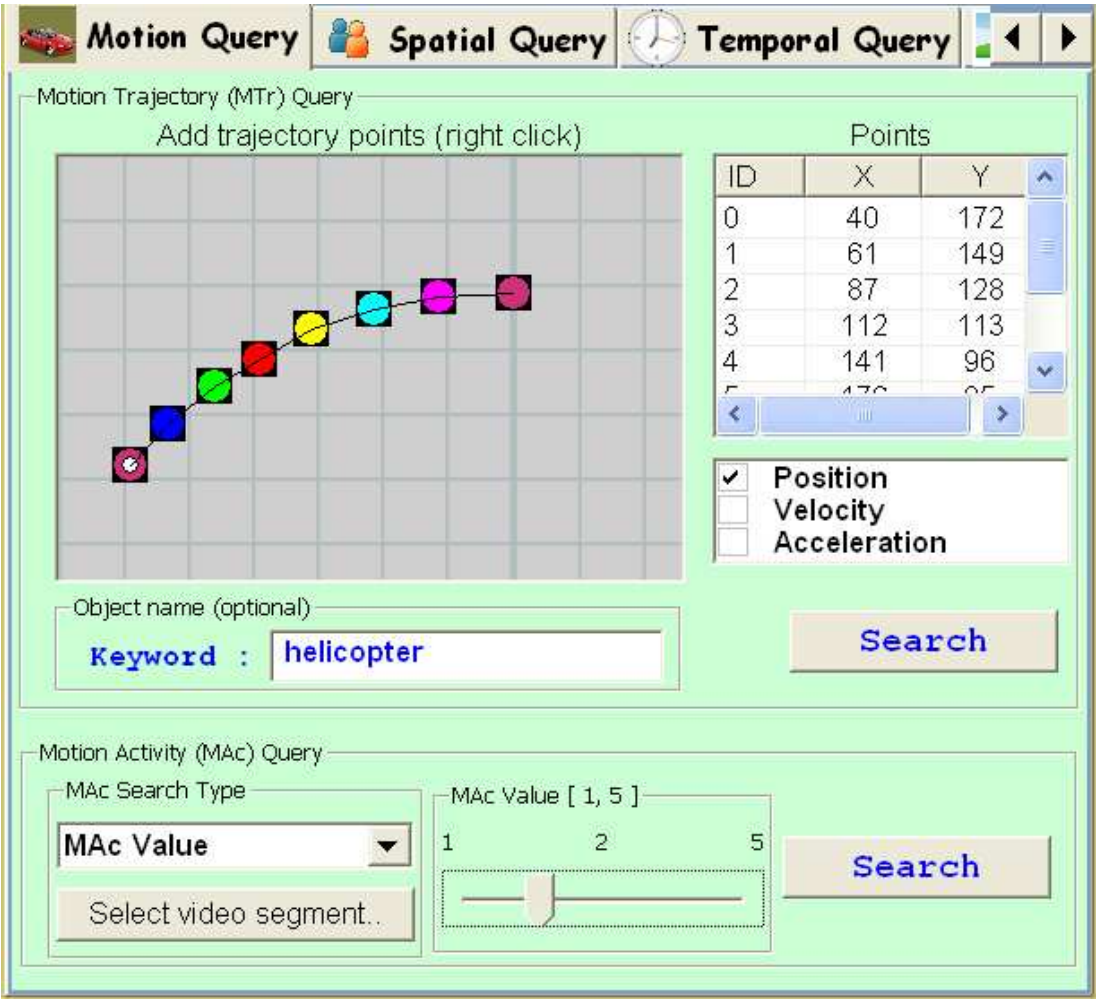 Motion Query Spatial Query Temporal Query
Motion Trajectory (MTr) Query
Add trajectory points (right click)
Points
ID X Y
0 40 172
1 61 149
2 87 128
3 112 113
4 141 96
Position
Velocity
Acceleration
Object name (optional)
Keyword : helicopter
Search
Motion Activity (MAc) Query
MAc Search Type
MAc Value
Select video segment..
MAc Value [ 1, 5 ]
1 2 5
Search